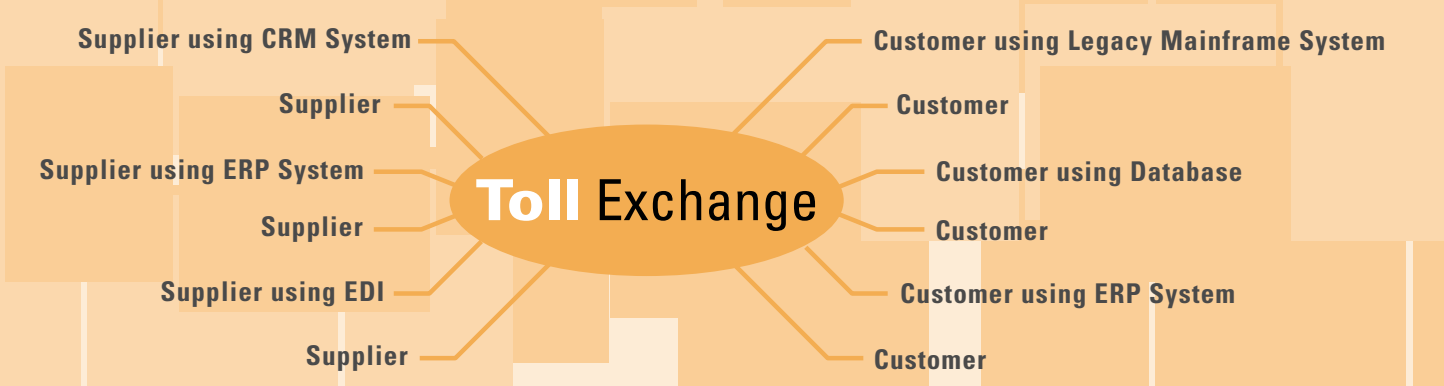 Supplier using CRM System
Supplier
Supplier using ERP System
Supplier
Supplier using EDI
Supplier
Toll Exchange
Customer using Legacy Mainframe System
Customer
Customer using Database
Customer
Customer using ERP System
Customer